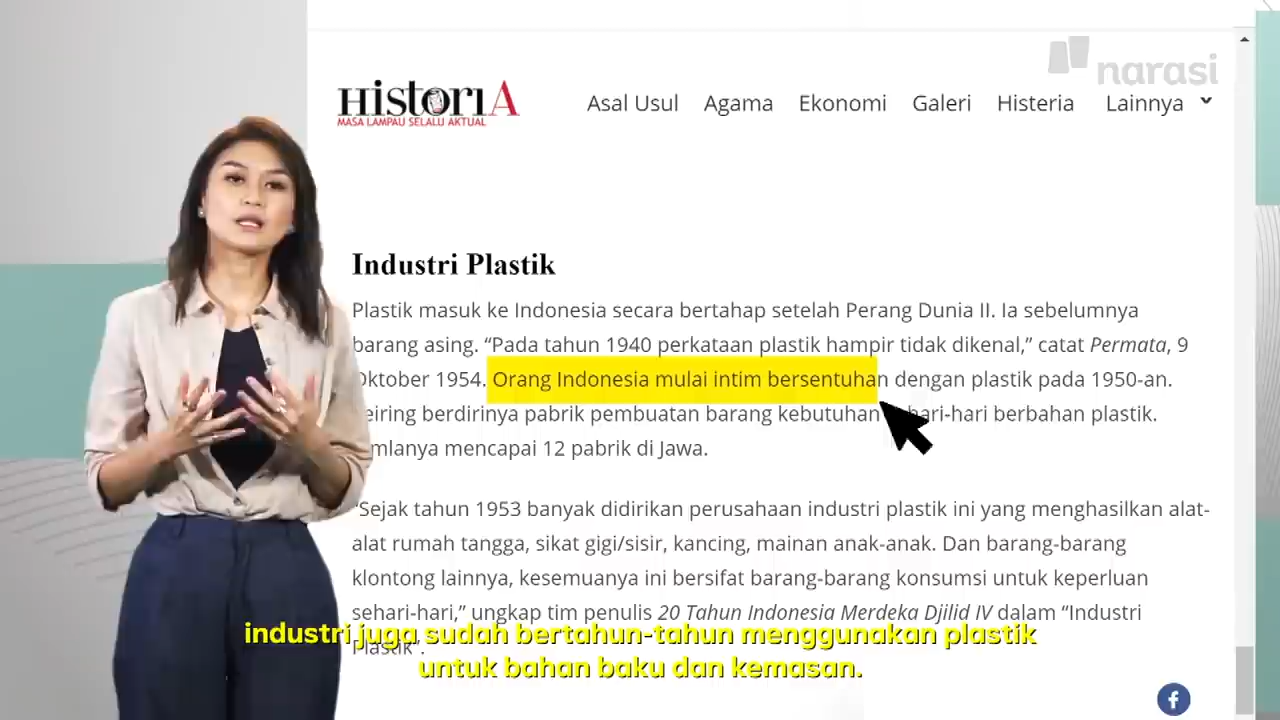 narasi
HistoriA
MASA LAMPAU SELALU AKTUAL
Asal Usul Agama Ekonomi Galeri Histeria Lainnya
Industri Plastik
Plastik masuk ke Indonesia secara bertahap setelah Perang Dunia II. Ia sebelumnya
barang asing. “Pada tahun 1940 perkataan plastik hampir tidak dikenal,” catat Permata, 9
Oktober 1954. Orang Indonesia mulai intim bersentuhan dengan plastik pada 1950-an.
Seiring berdirinya pabrik pembuatan barang kebutuhan sehari-hari berbahan plastik.
Jumlanya mencapai 12 pabrik di Jawa.
“Sejak tahun 1953 banyak didirikan perusahaan industri plastik ini yang menghasilkan alat-
alat rumah tangga, sikat gigi/sisir, kancing, mainan anak-anak. Dan barang-barang
klontong lainnya, kesemuanya ini bersifat barang-barang konsumsi untuk keperluan
sehari-hari,” ungkap tim penulis 20 Tahun Indonesia Merdeka Djilid IV dalam “Industri
Plastik”.
industri juga sudah bertahun-tahun menggunakan plastik
untuk bahan baku dan kemasan.
f